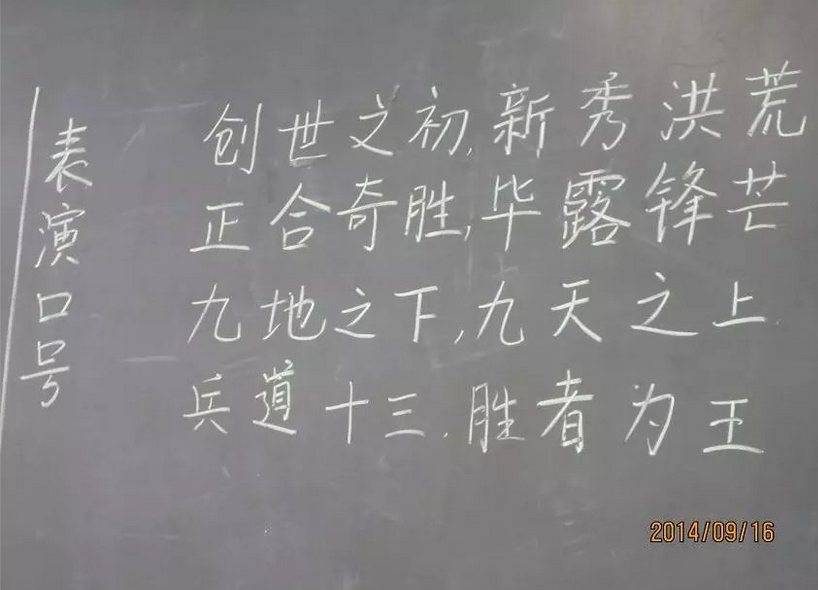 表演口号
创世之初,新秀洪荒
正合奇胜,毕露锋芒
九地之下,九天之上.
兵道十三.胜者为王
2014/09/16